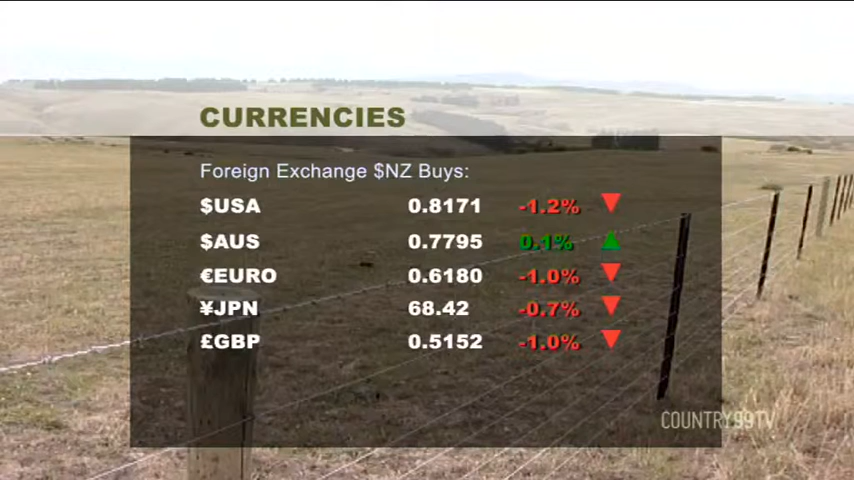 CURRENCIES
Foreign Exchange $NZ Buys:
$USA 0.8171 -1.2%
$AUS 0.7795 0.1%
€EURO 0.6180 -1.0%
¥JPN 68.42 -0.7%
£GBP 0.5152 -1.0%
COUNTRY99TV